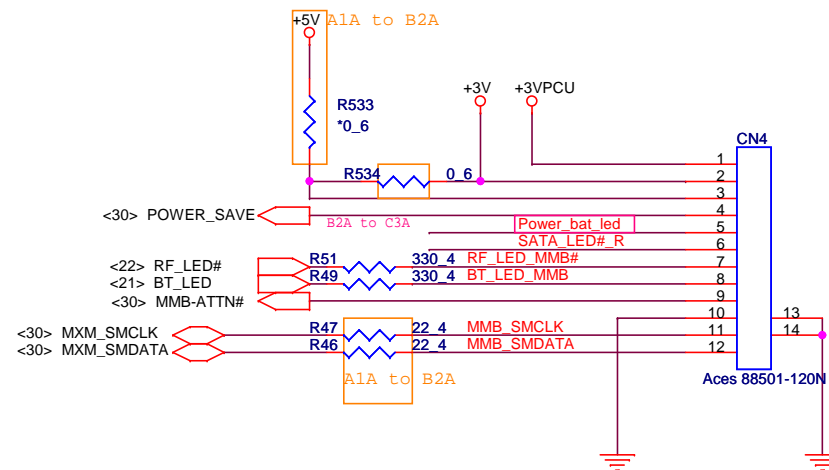 +5V A1A to B2A
R533
*0_6
+3V +3VPCU
CN4
R534 0_6
1
2
3
<30> POWER_SAVE 4
B2A to C3A Power_bat_led 5
SATA_LED#_R 6
<22> RF_LED# R51 330_4 RF_LED_MMB# 7
<21> BT_LED R49 330_4 BT_LED_MMB 8
<30> MMB-ATTN# 9
10 13
<30> MXM_SMCLK R47 22_4 MMB_SMCLK 11 14
<30> MXM_SMDATA R46 22_4 MMB_SMDATA 12
A1A to B2A
Aces 88501-120N